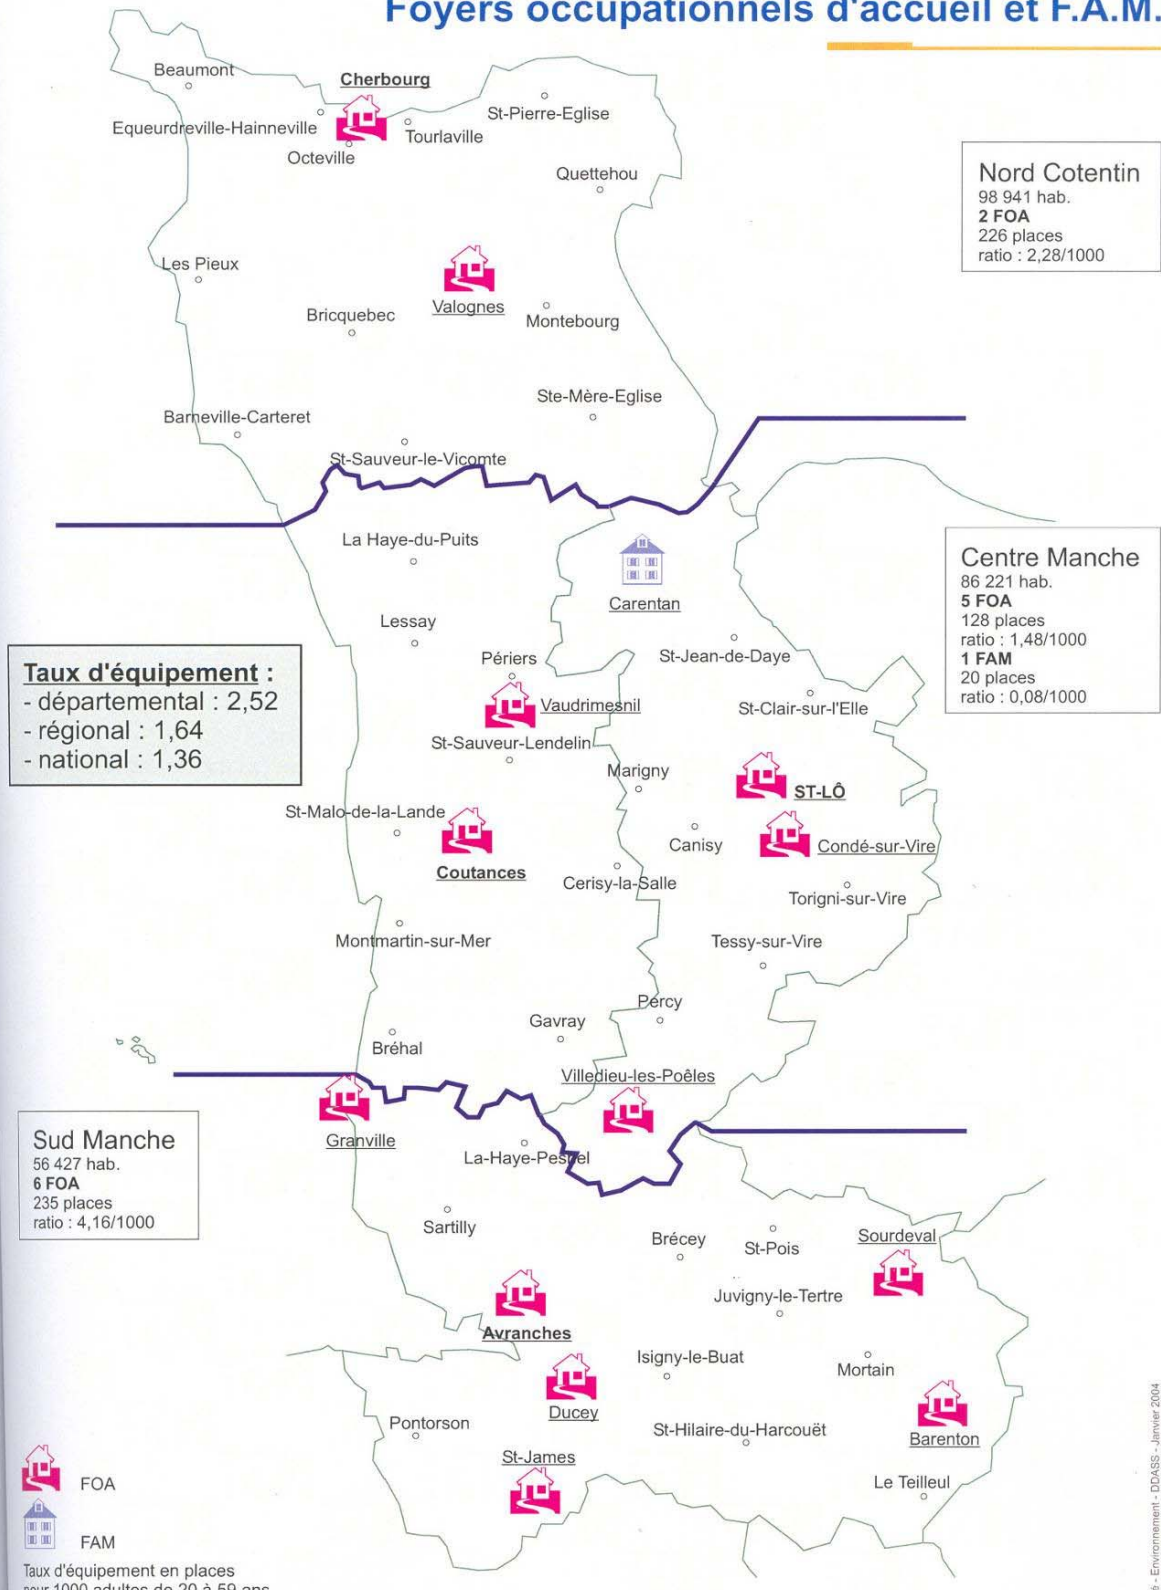 Foyers occupationnels d'accueil et F.A.M.
Beaumont
Cherbourg
St-Pierre-Eglise
Equeurdreville-Hainneville
Tourlaville
Octeville
Quettehou
Nord Cotentin
98 941 hab.
2 FOA
226 places
ratio : 2,28/1000
Les Pieux
Valognes
Bricquebec
Montebourg
Ste-Mère-Eglise
Barneville-Carteret
St-Sauveur-le-Vicomte
La Haye-du-Puits
Carentan
Centre Manche
86 221 hab.
5 FOA
128 places
ratio : 1,48/1000
1 FAM
20 places
ratio : 0,08/1000
Lessay
Périers
St-Jean-de-Daye
Taux d'équipement :
- départemental : 2,52
- régional : 1,64
- national : 1,36
Vaudrimesnil
St-Clair-sur-l'Elle
St-Sauveur-Lendelin
Marigny
ST-LÔ
St-Malo-de-la-Lande
Canisy
Condé-sur-Vire
Coutances
Cerisy-la-Salle
Torigni-sur-Vire
Montmartin-sur-Mer
Tessy-sur-Vire
Percy
Gavray
Bréhal
Villedieu-les-Poêles
Granville
La-Haye-Pesnel
Sud Manche
56 427 hab.
6 FOA
235 places
ratio : 4,16/1000
Sartilly
Brécey
St-Pois
Sourdeval
Juvigny-le-Tertre
Avranches
Isigny-le-Buat
Mortain
Ducey
Pontorson
St-Hilaire-du-Harcouët
Barenton
St-James
Le Teilleul
FOA
FAM
Taux d'équipement en places
pour 1000 adultes de 20 à 59 ans
- Environnement - DDASS - Janvier 2004